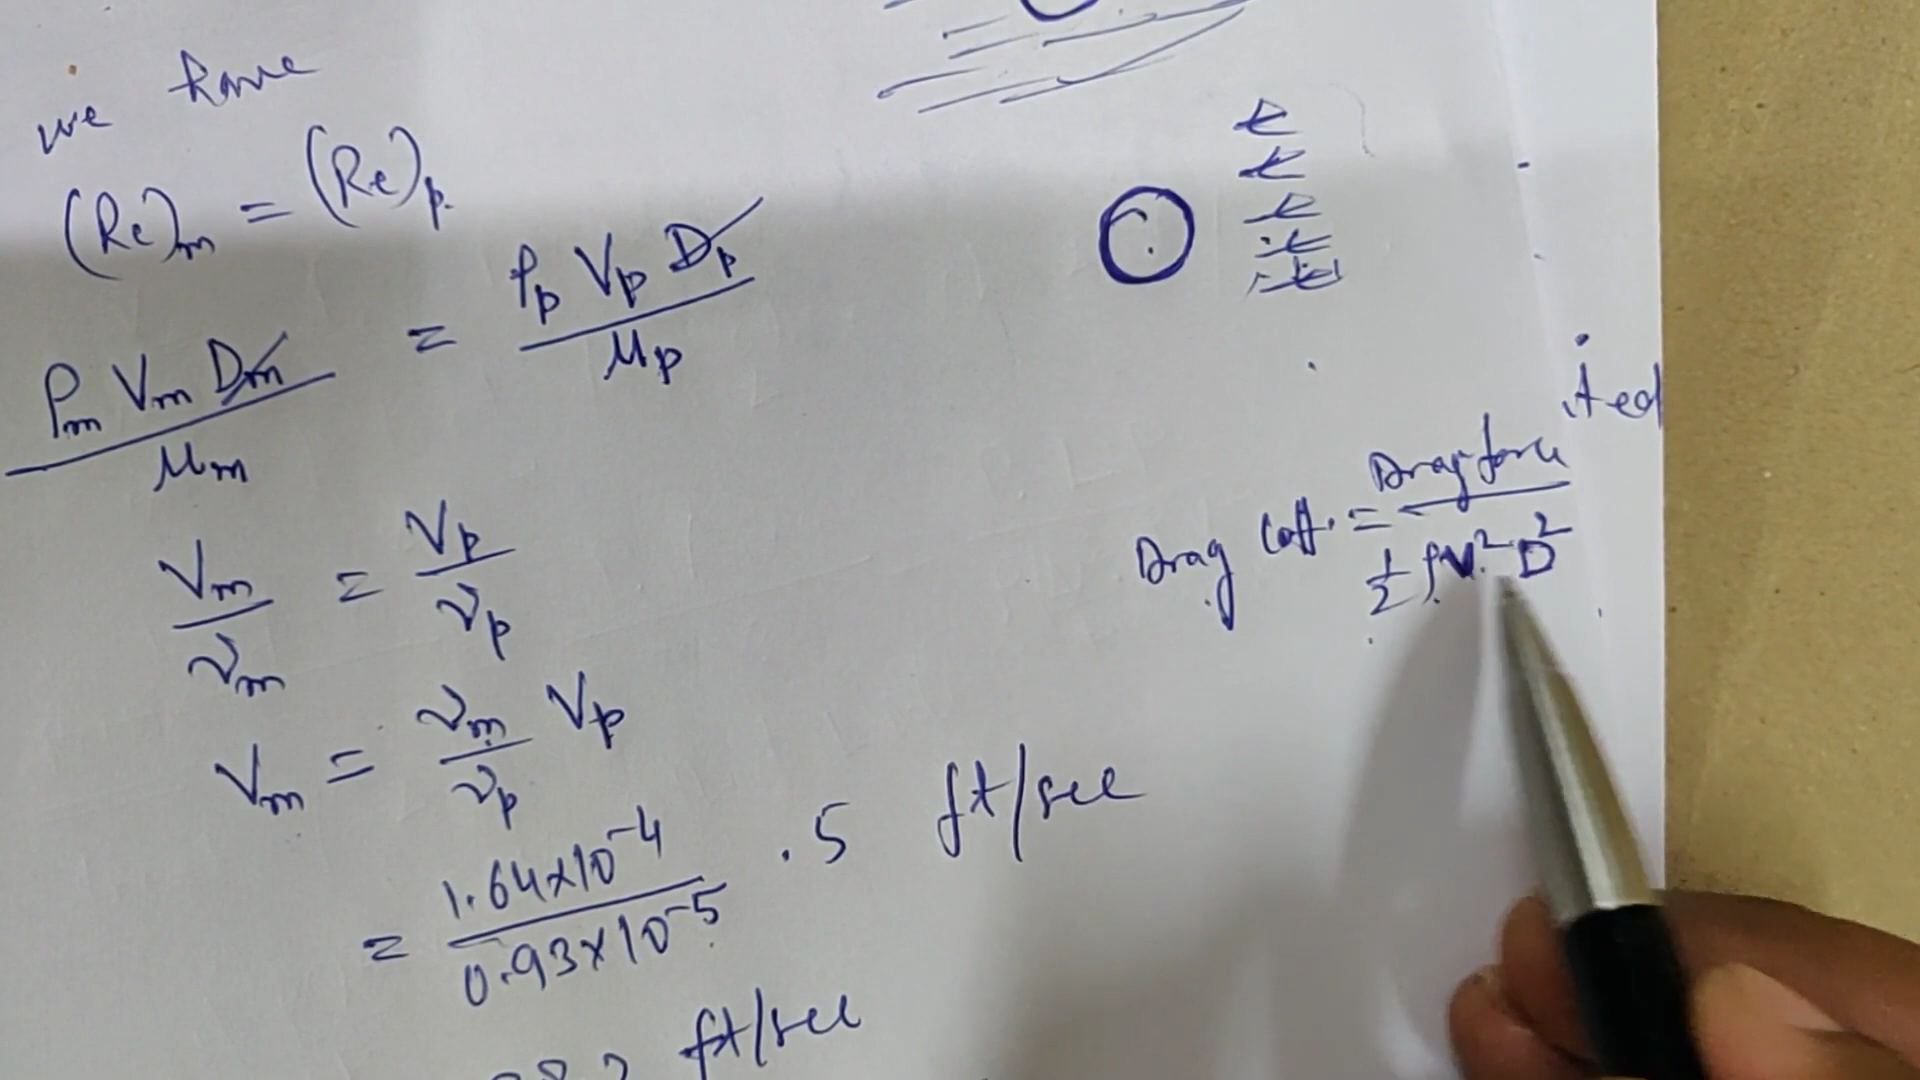 we have
(Re)m = (Re)p
ρm Vm Dm / μm = ρp Vp Dp / μp
Vm / νm = Vp / νp
Vm = νm / νp Vp
= 1.64×10^-4 / 0.93×10^-5 . 5 ft/sec
ft/sec
Drag Coff. = Drag force / 1/2 ρV² D²